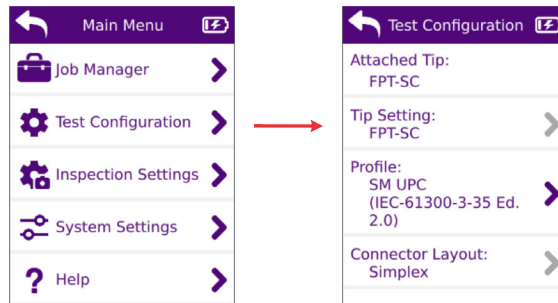 Main Menu
Job Manager
Test Configuration
Inspection Settings
System Settings
? Help
Test Configuration
Attached Tip:
FPT-SC
Tip Setting:
FPT-SC
Profile:
SM UPC
(IEC-61300-3-35 Ed.
2.0)
Connector Layout:
Simplex